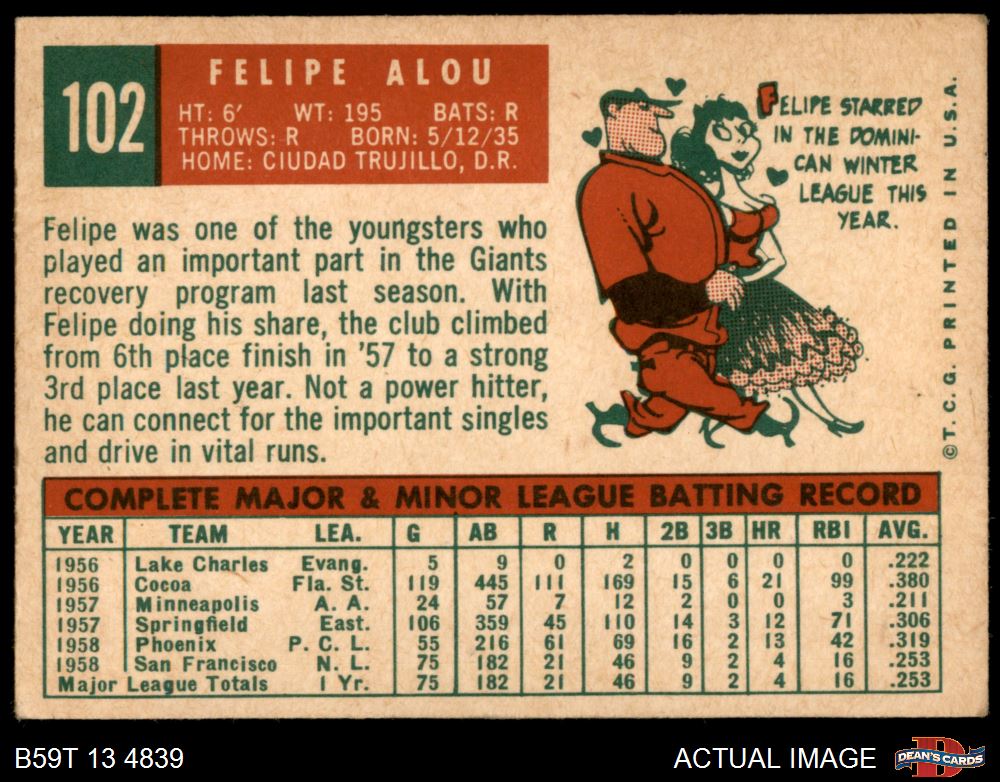 102
FELIPE ALOU
HT: 6′ WT: 195 BATS: R
THROWS: R BORN: 5/12/35
HOME: CIUDAD TRUJILLO, D.R.
FELIPE STARRED
IN THE DOMINI-
CAN WINTER
LEAGUE THIS
YEAR.
Felipe was one of the youngsters who
played an important part in the Giants
recovery program last season. With
Felipe doing his share, the club climbed
from 6th place finish in '57 to a strong
3rd place last year. Not a power hitter,
he can connect for the important singles
and drive in vital runs.
©T.C.G. PRINTED IN U.S.A.
COMPLETE MAJOR & MINOR LEAGUE BATTING RECORD
YEAR TEAM LEA. G AB R H 2B 3B HR RBI AVG.
1956 Lake Charles Evang. 5 9 0 2 0 0 0 0 .222
1956 Cocoa Fla. St. 119 445 111 169 15 6 21 99 .380
1957 Minneapolis A. A. 24 57 7 12 2 0 0 3 .211
1957 Springfield East. 106 359 45 110 14 3 12 71 .306
1958 Phoenix P. C. L. 55 216 61 69 16 2 13 42 .319
1958 San Francisco N. L. 75 182 21 46 9 2 4 16 .253
Major League Totals 1 Yr. 75 182 21 46 9 2 4 16 .253
B59T 13 4839
ACTUAL IMAGE
D
DEAN'S CARDS